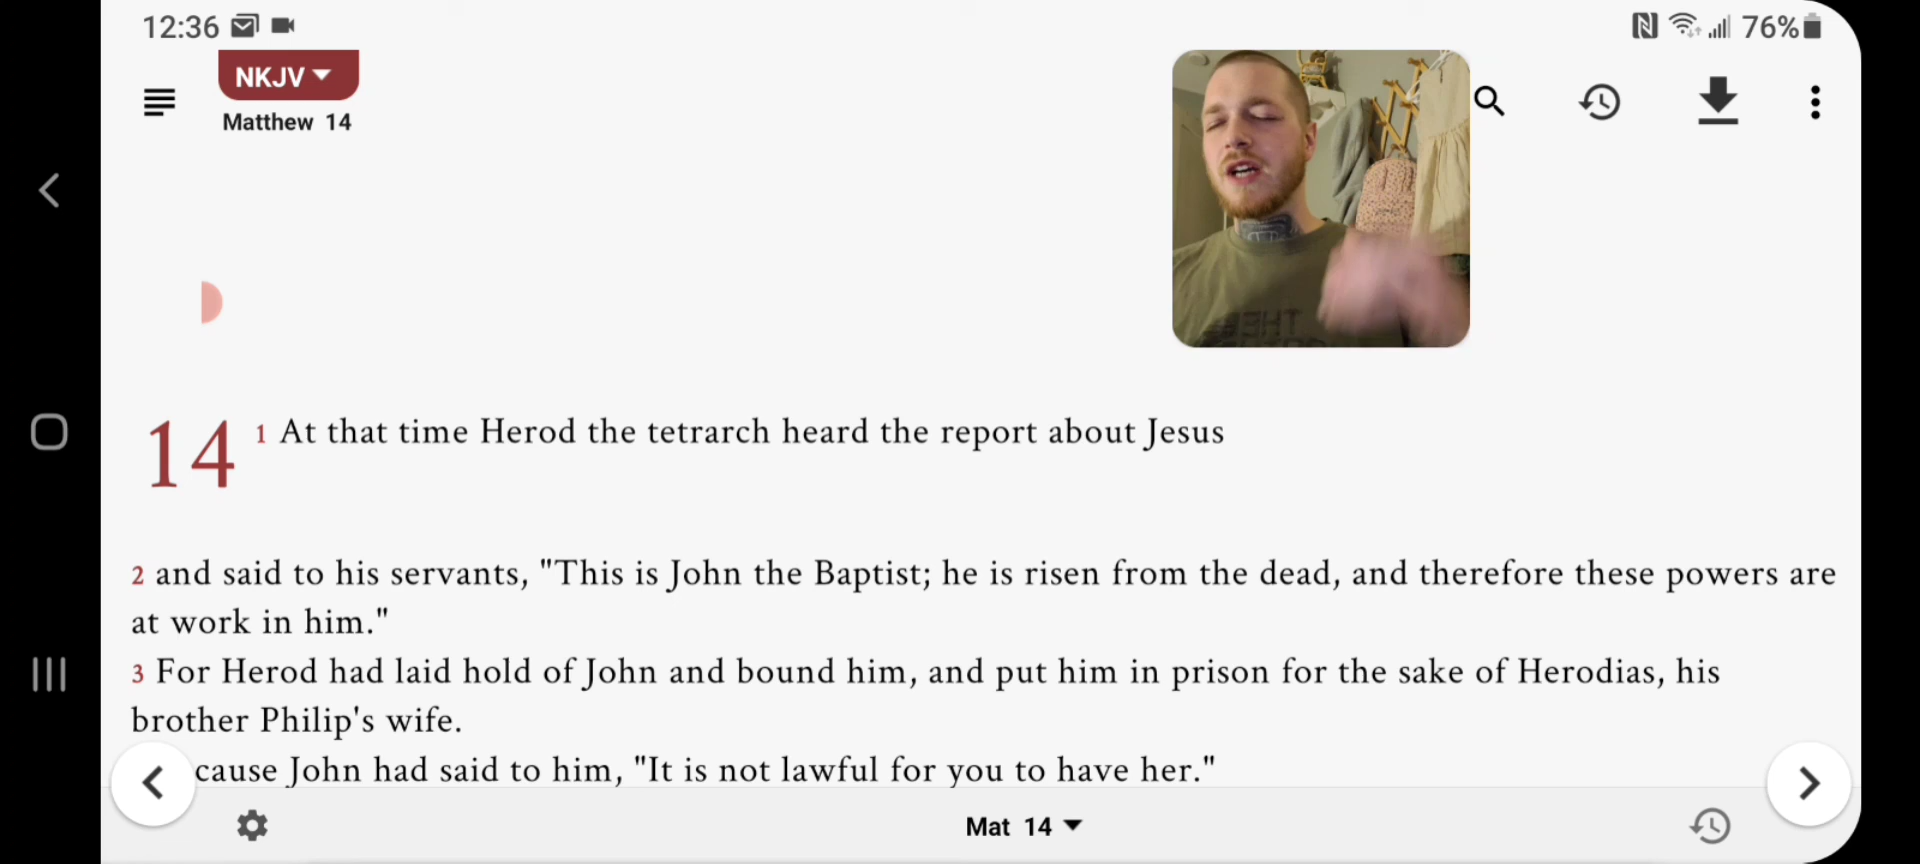 12:36 76%
NKJV
Matthew 14
14 1 At that time Herod the tetrarch heard the report about Jesus
2 and said to his servants, "This is John the Baptist; he is risen from the dead, and therefore these powers are
at work in him."
3 For Herod had laid hold of John and bound him, and put him in prison for the sake of Herodias, his
brother Philip's wife.
cause John had said to him, "It is not lawful for you to have her."
Mat 14